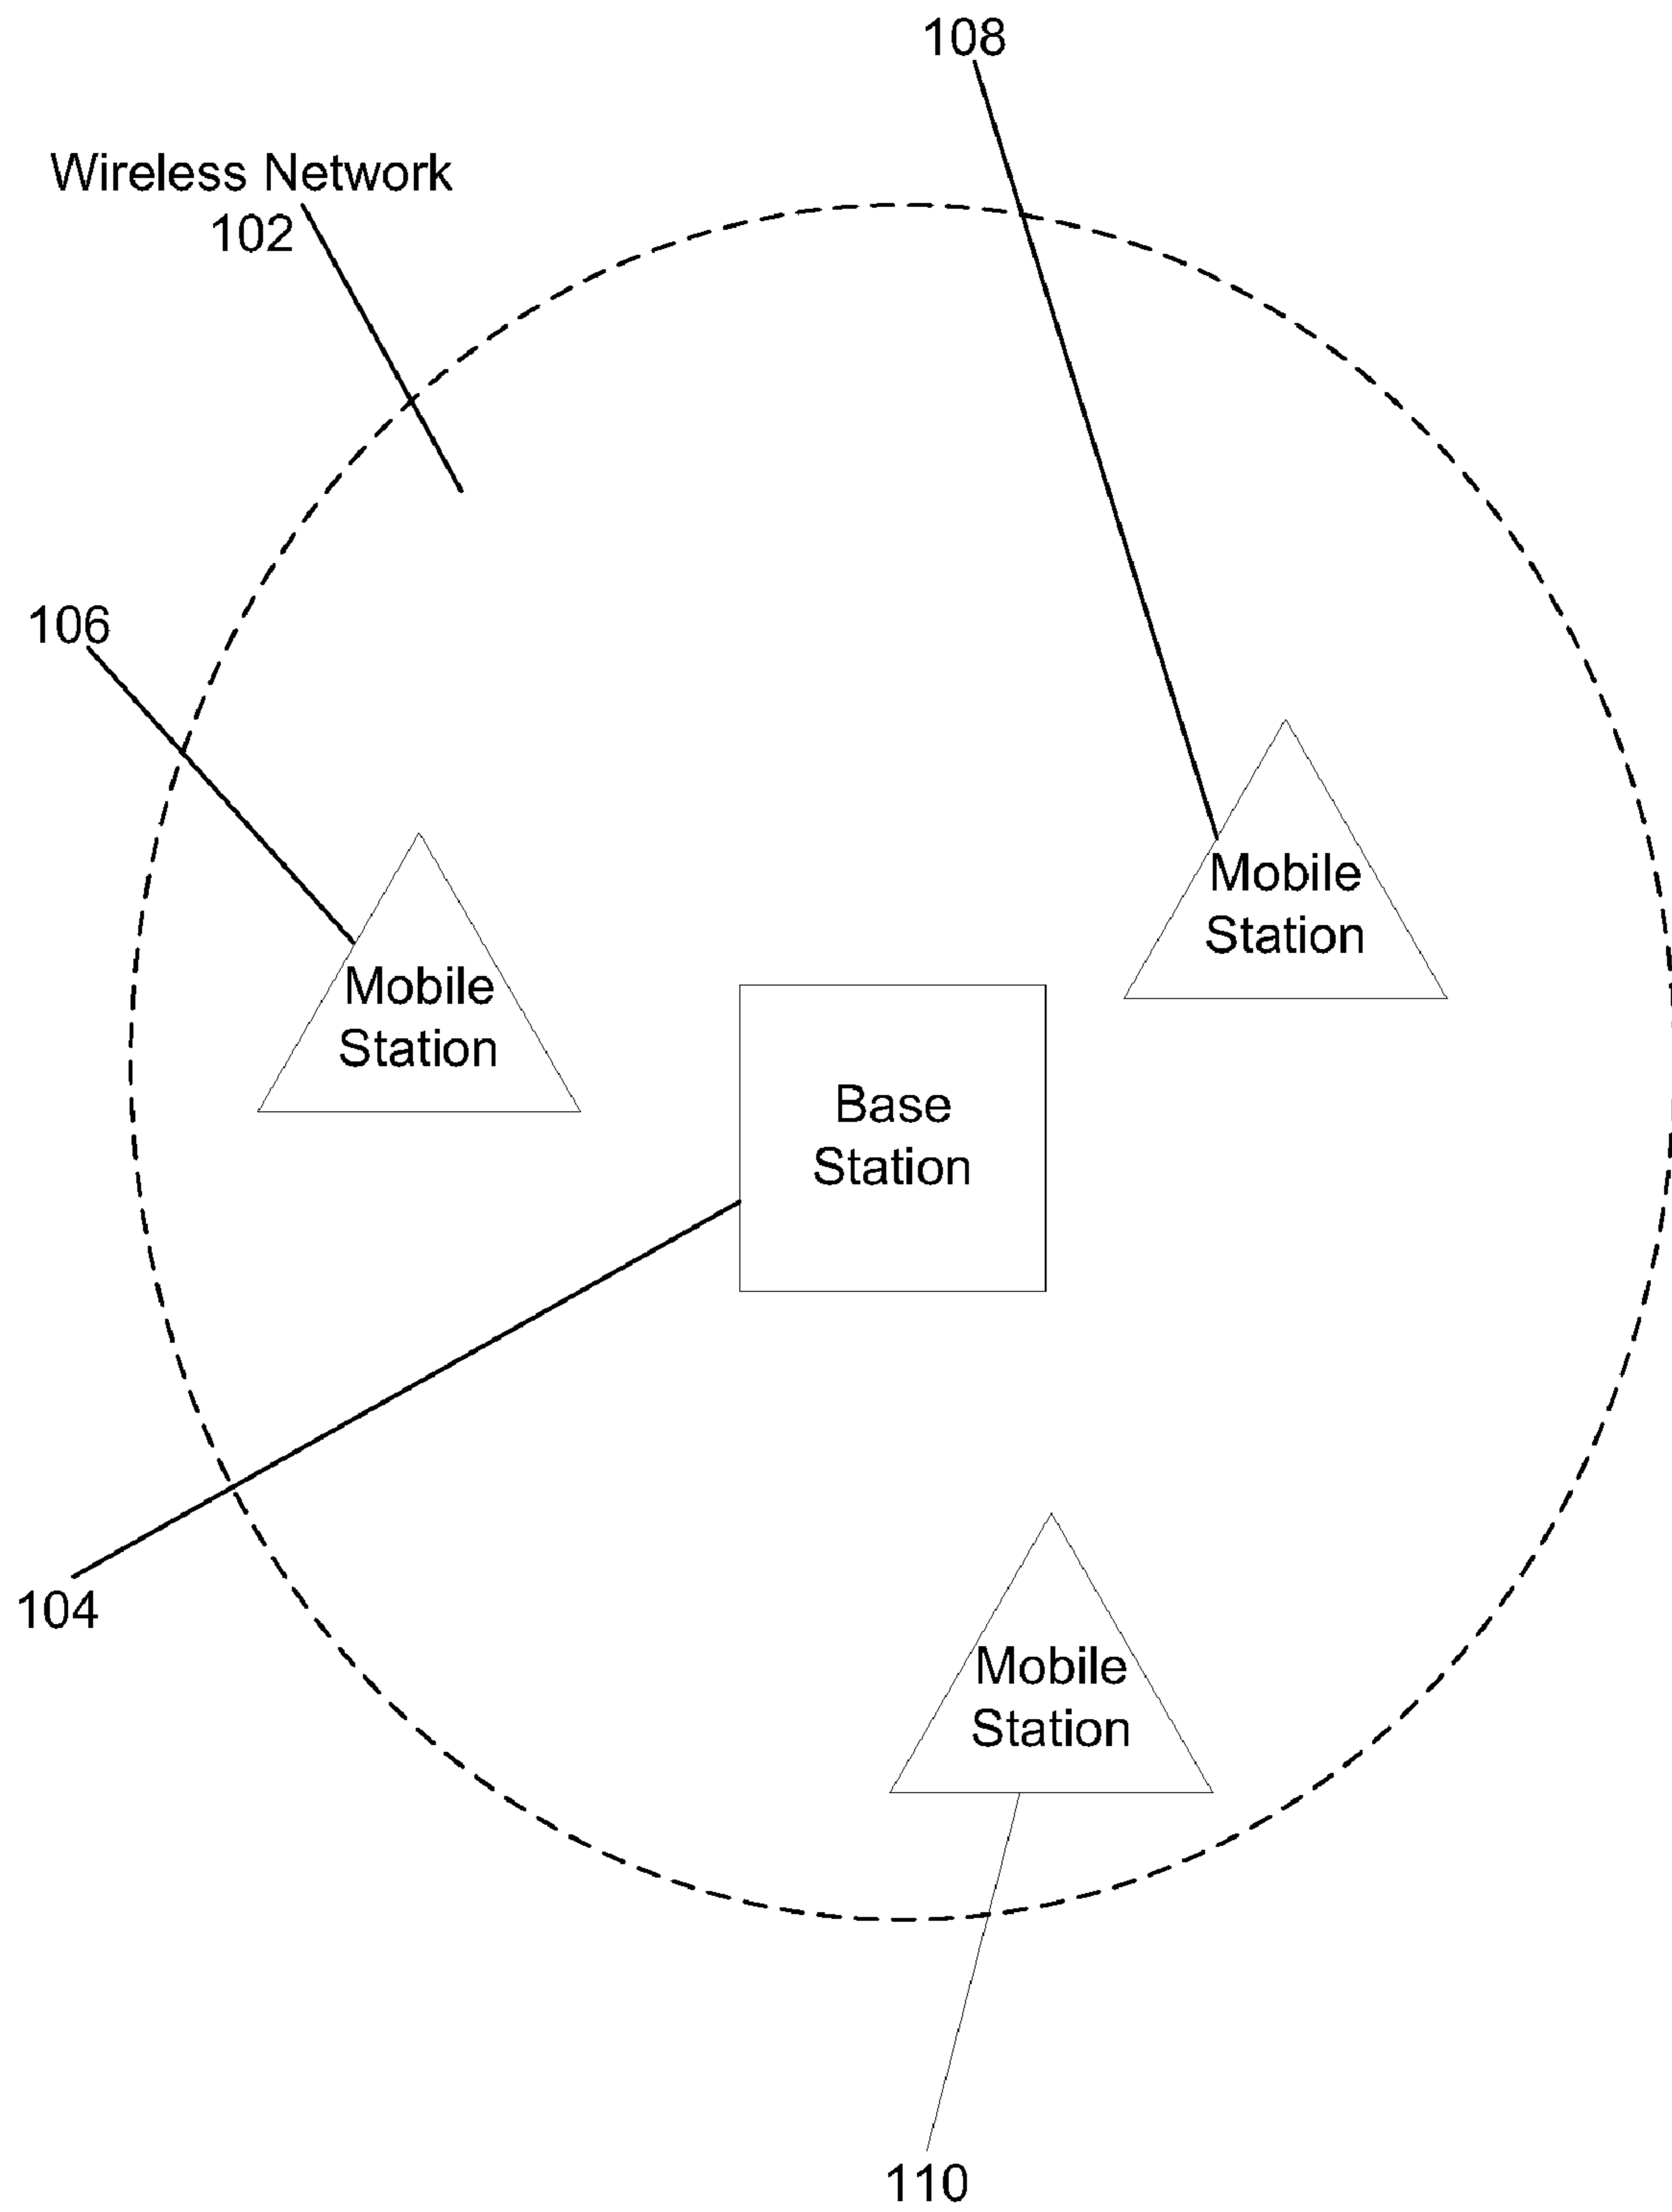 108
Wireless Network
102
106
Mobile
Station
Mobile
Station
Base
Station
104
Mobile
Station
110